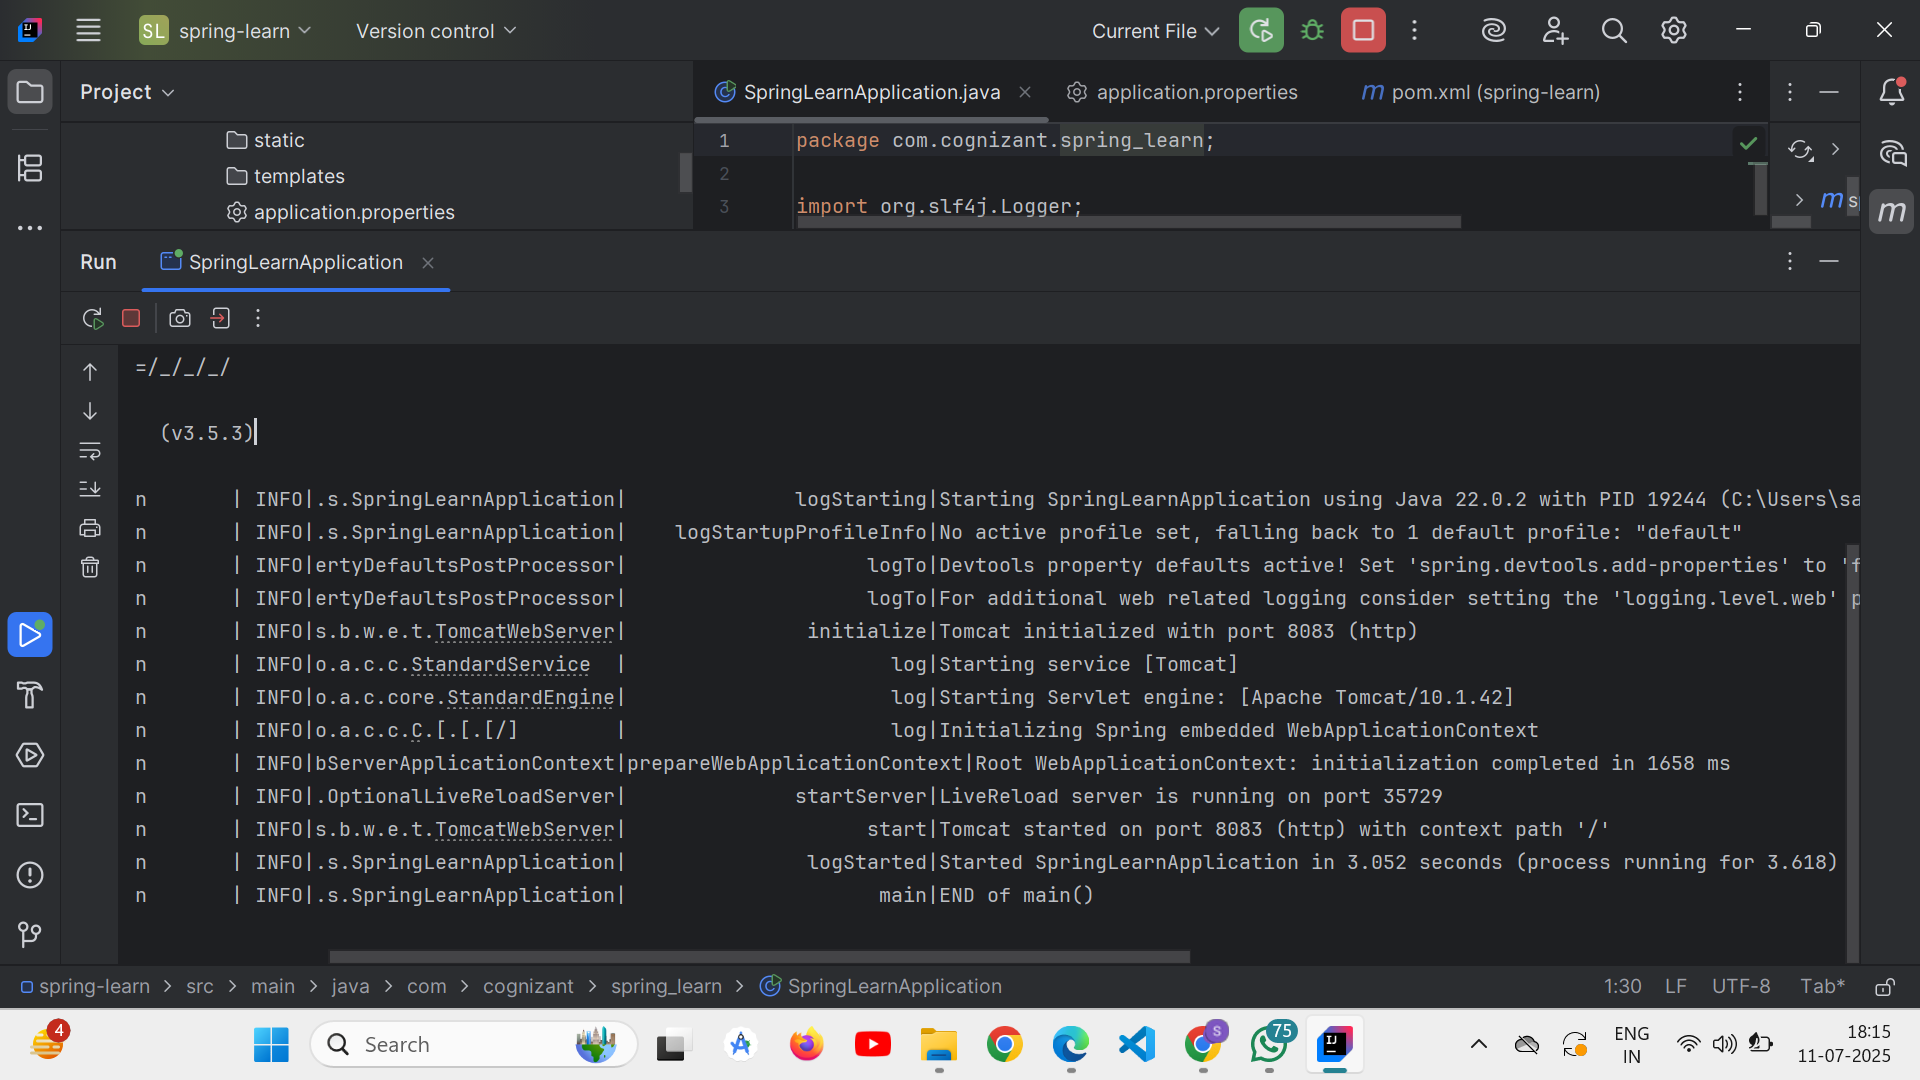 SL spring-learn Version control Current File
Project
SpringLearnApplication.java application.properties m pom.xml (spring-learn)
static
templates
application.properties
1 package com.cognizant.spring_learn;
2
3 import org.slf4j.Logger;
m
m
Run SpringLearnApplication
=/_/_/_/
(v3.5.3)
n | INFO|.s.SpringLearnApplication| logStarting|Starting SpringLearnApplication using Java 22.0.2 with PID 19244 (C:\Users\sa
n | INFO|.s.SpringLearnApplication| logStartupProfileInfo|No active profile set, falling back to 1 default profile: "default"
n | INFO|ertyDefaultsPostProcessor| logTo|Devtools property defaults active! Set 'spring.devtools.add-properties' to 'f
n | INFO|ertyDefaultsPostProcessor| logTo|For additional web related logging consider setting the 'logging.level.web' p
n | INFO|s.b.w.e.t.TomcatWebServer| initialize|Tomcat initialized with port 8083 (http)
n | INFO|o.a.c.c.StandardService | log|Starting service [Tomcat]
n | INFO|o.a.c.core.StandardEngine| log|Starting Servlet engine: [Apache Tomcat/10.1.42]
n | INFO|o.a.c.c.C.[.[.[/] | log|Initializing Spring embedded WebApplicationContext
n | INFO|bServerApplicationContext|prepareWebApplicationContext|Root WebApplicationContext: initialization completed in 1658 ms
n | INFO|.OptionalLiveReloadServer| startServer|LiveReload server is running on port 35729
n | INFO|s.b.w.e.t.TomcatWebServer| start|Tomcat started on port 8083 (http) with context path '/'
n | INFO|.s.SpringLearnApplication| logStarted|Started SpringLearnApplication in 3.052 seconds (process running for 3.618)
n | INFO|.s.SpringLearnApplication| main|END of main()
spring-learn > src > main > java > com > cognizant > spring_learn > SpringLearnApplication 1:30 LF UTF-8 Tab*
4
Search
S
75
ENG
IN
18:15
11-07-2025